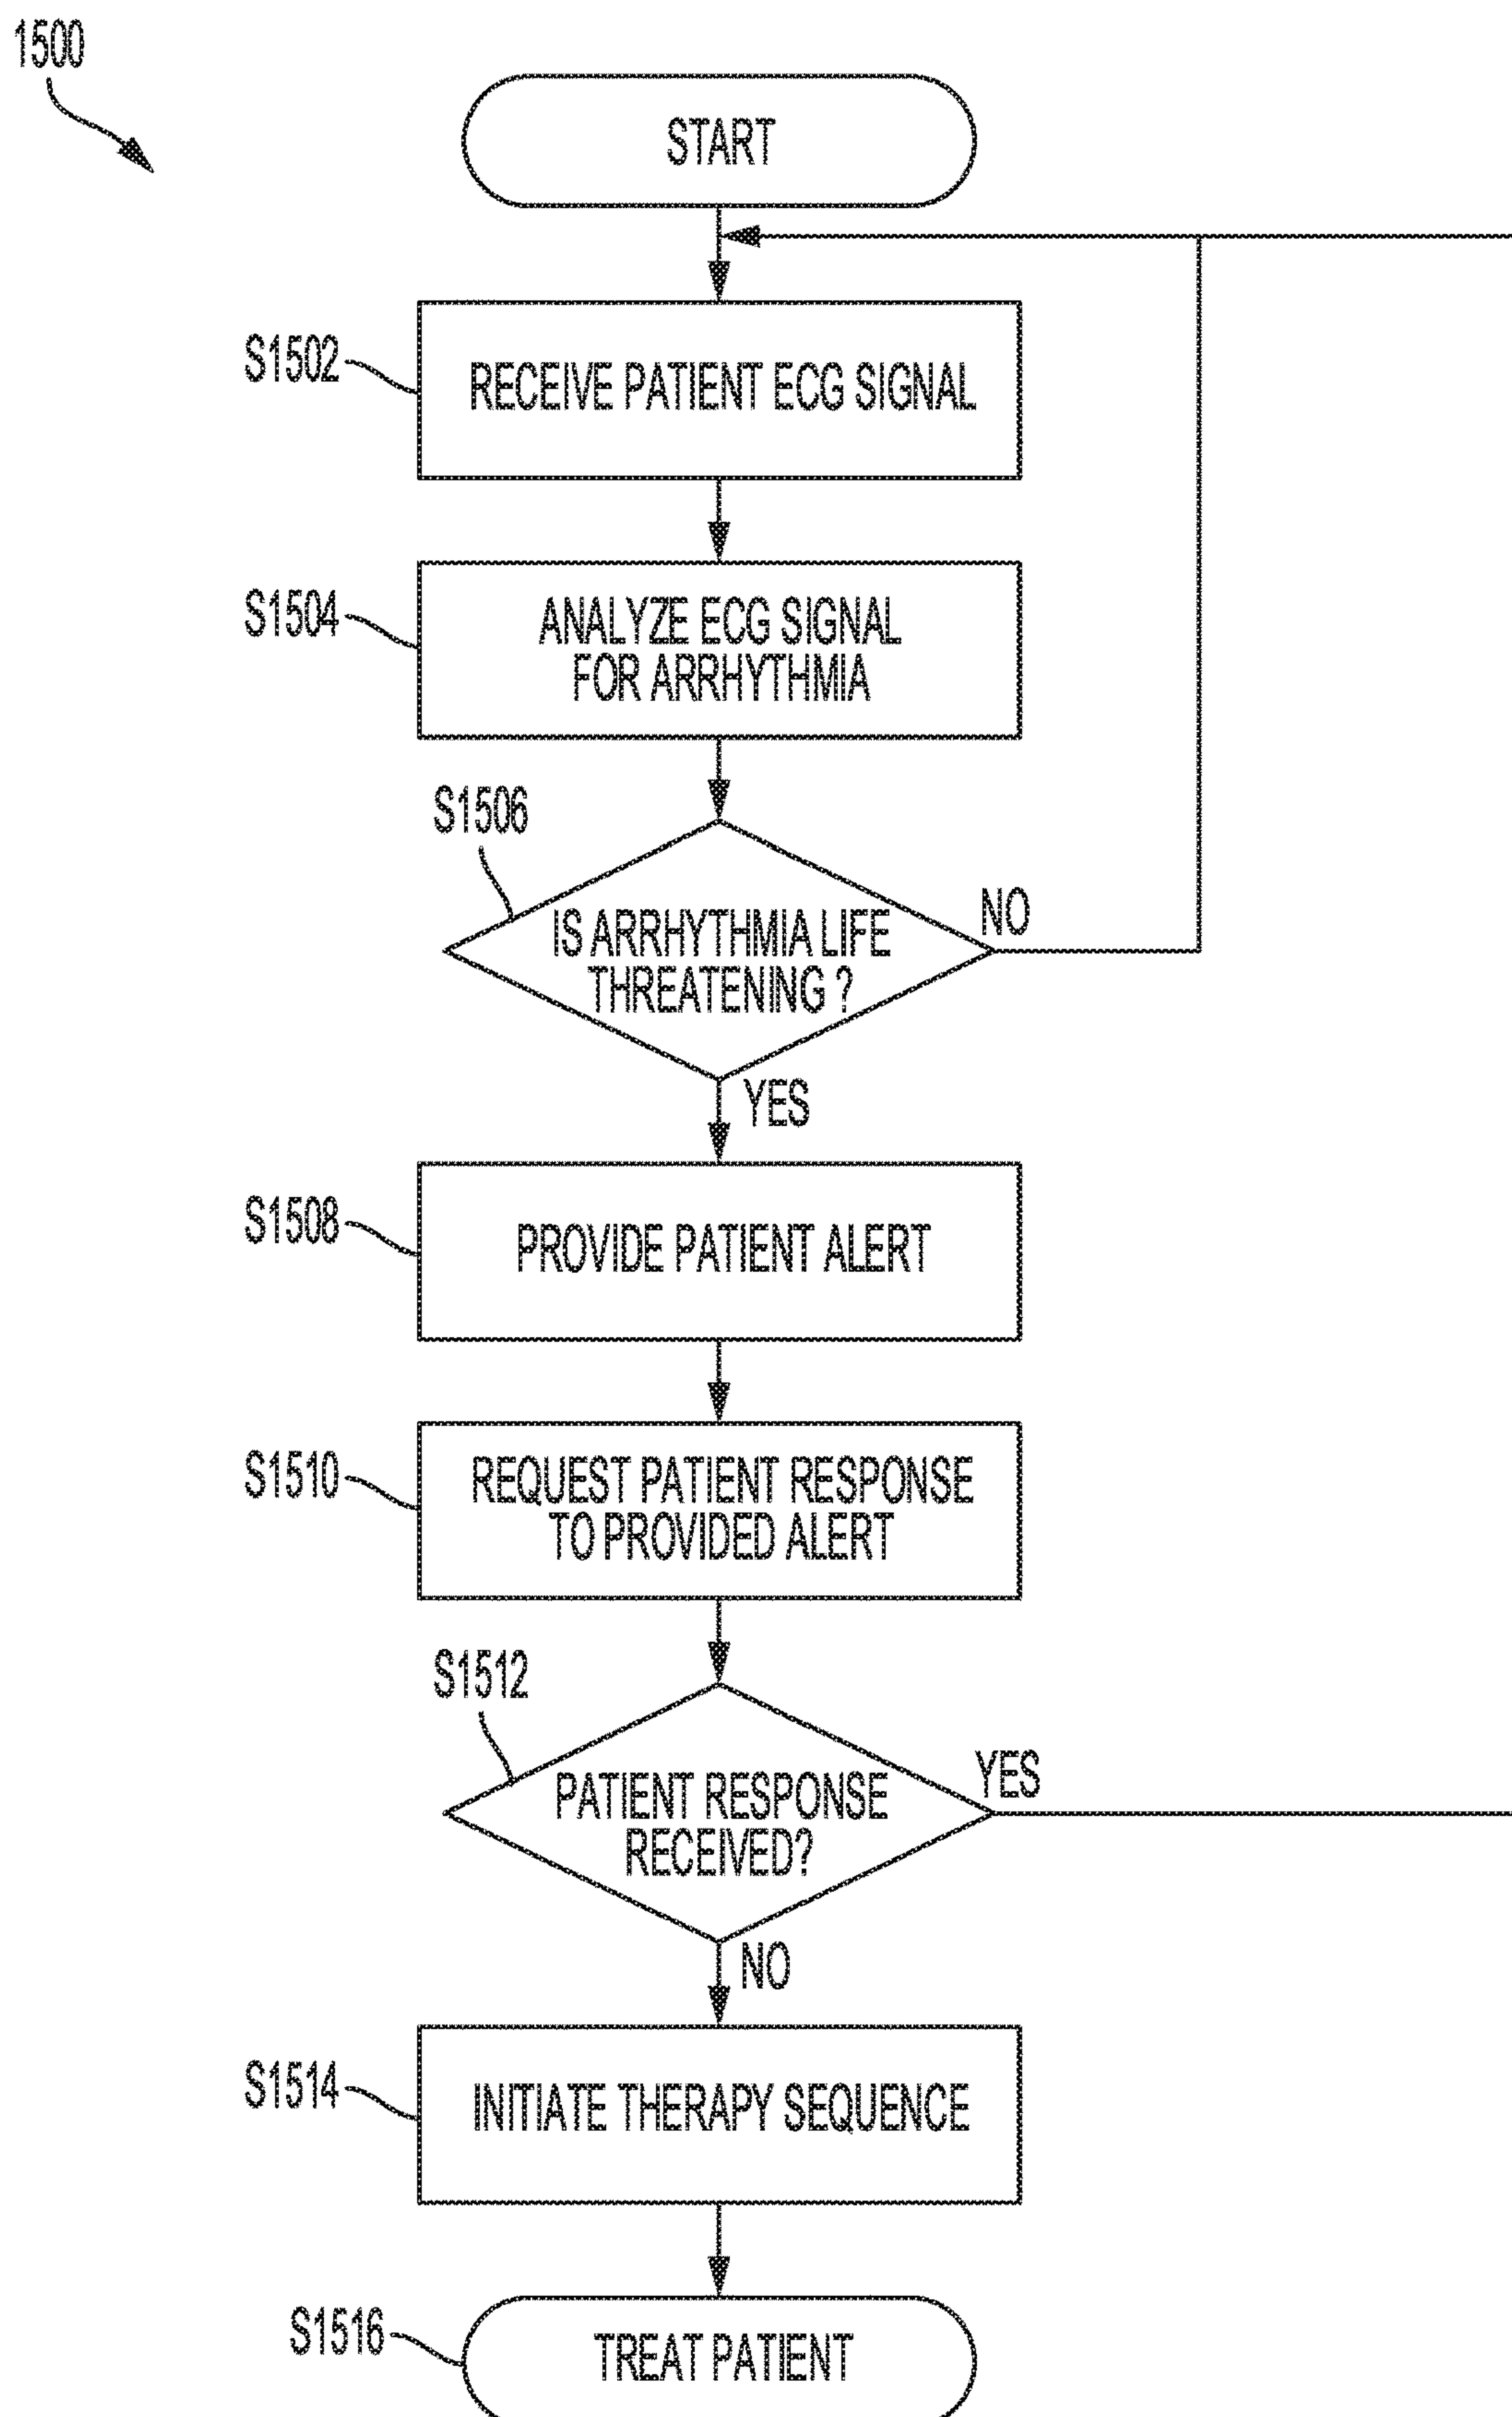 1500
START
S1502
RECEIVE PATIENT ECG SIGNAL
S1504
ANALYZE ECG SIGNAL
FOR ARRHYTHMIA
S1506
IS ARRHYTHMIA LIFE
THREATENING ?
NO
YES
S1508
PROVIDE PATIENT ALERT
S1510
REQUEST PATIENT RESPONSE
TO PROVIDED ALERT
S1512
PATIENT RESPONSE
RECEIVED?
YES
NO
S1514
INITIATE THERAPY SEQUENCE
S1516
TREAT PATIENT